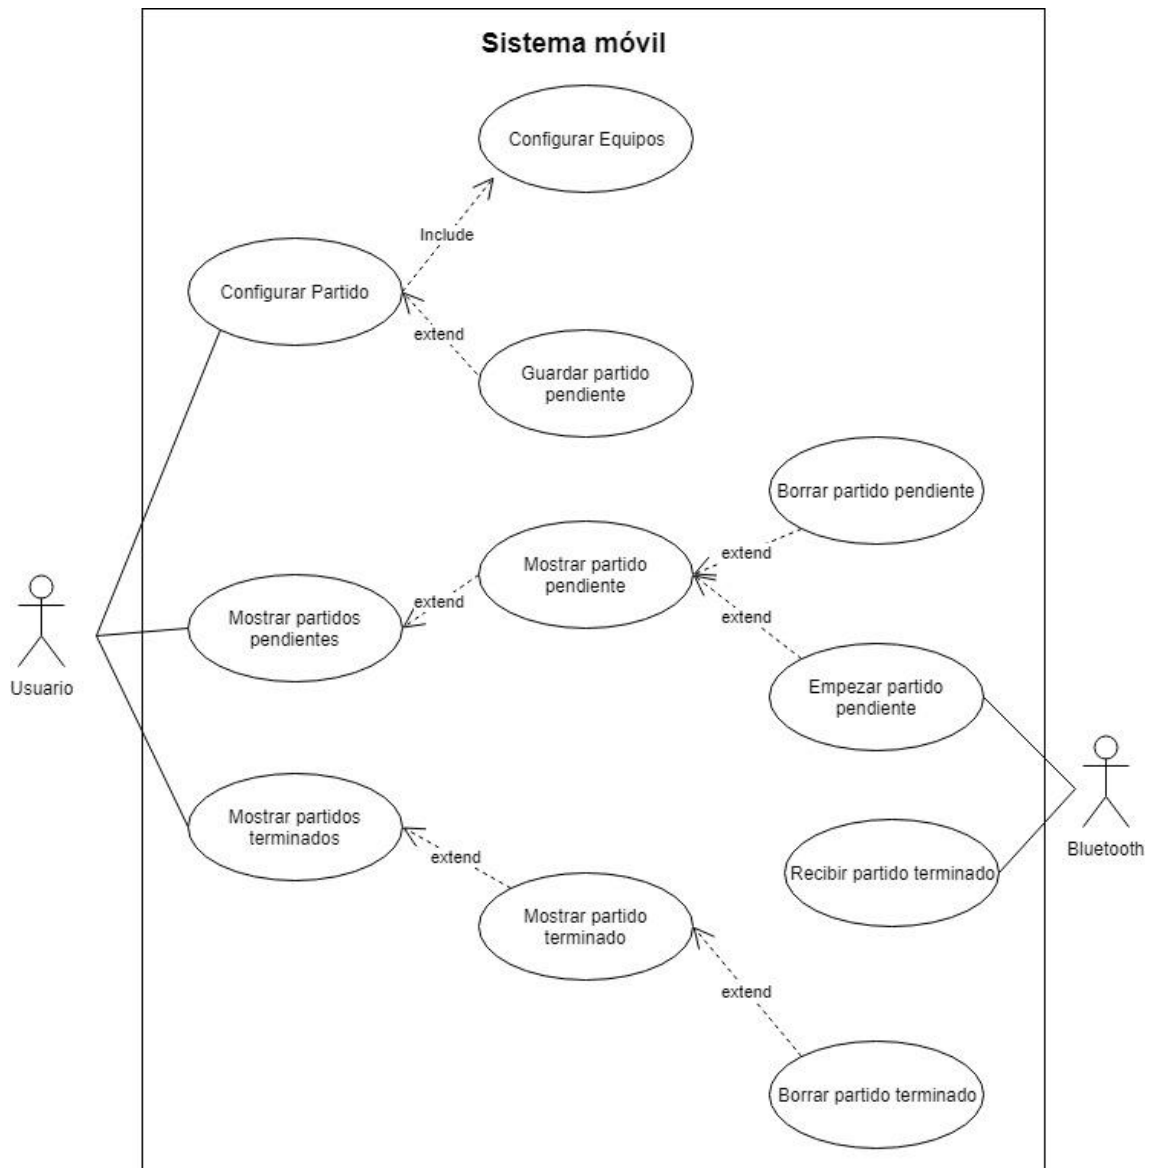 Sistema móvil
Configurar Equipos
Include
Configurar Partido
extend
Guardar partido
pendiente
Borrar partido pendiente
extend
Mostrar partido
pendiente
extend
extend
Mostrar partidos
pendientes
Usuario
Empezar partido
pendiente
Mostrar partidos
terminados
Bluetooth
extend
Recibir partido terminado
Mostrar partido
terminado
extend
Borrar partido terminado